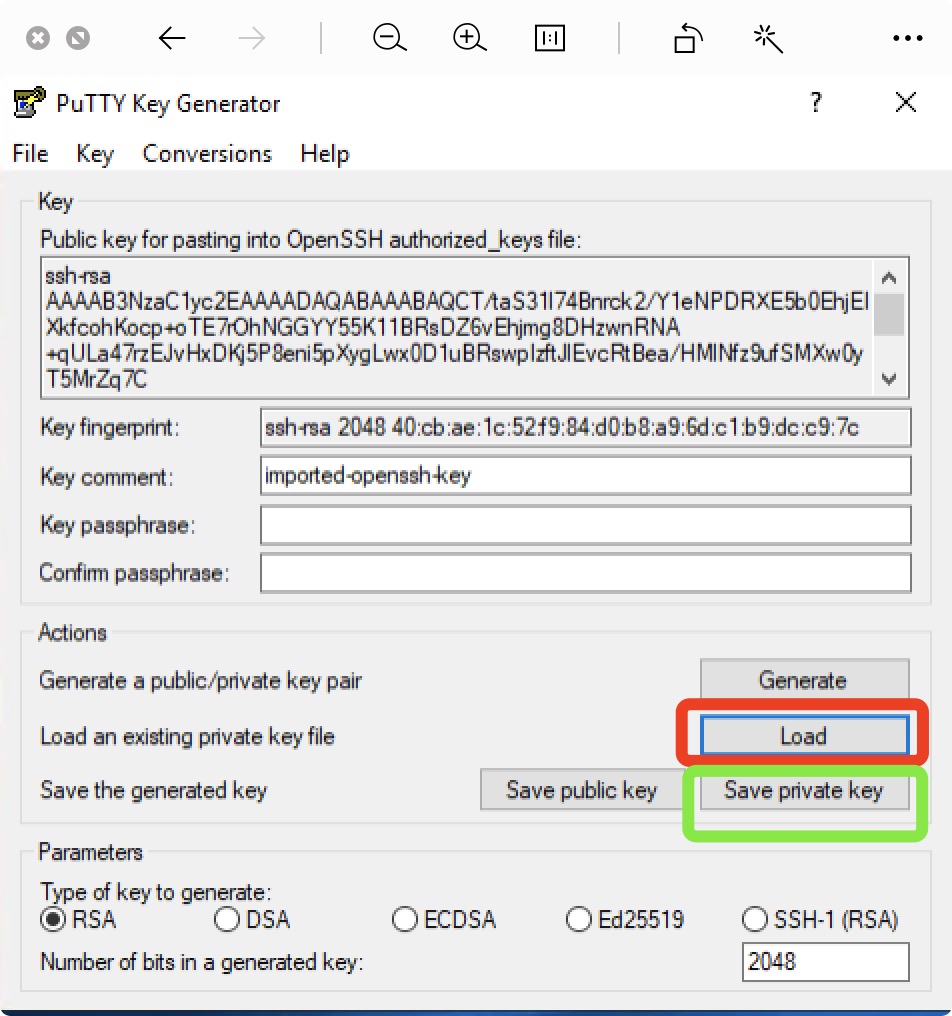 PuTTY Key Generator
?
File Key Conversions Help
Key
Public key for pasting into OpenSSH authorized_keys file:
ssh-rsa
AAAAB3NzaC1yc2EAAAADAQABAAABAQCT/taS31l74Bnrck2/Y1eNPDRXE5b0EhjEl
XkfcohKocp+oTE7rOhNGGYY55K11BRsDZ6vEhjmg8DHzwnRNA
+qULa47rzEJvHxDKj5P8eni5pXygLwx0D1uBRswpIzftJIEvcRtBea/HMINfz9ufSMXw0y
T5MrZq7C
Key fingerprint: ssh-rsa 2048 40:cb:ae:1c:52:f9:84:d0:b8:a9:6d:c1:b9:dc:c9:7c
Key comment: imported-openssh-key
Key passphrase:
Confirm passphrase:
Actions
Generate a public/private key pair Generate
Load an existing private key file Load
Save the generated key Save public key Save private key
Parameters
Type of key to generate:
RSA DSA ECDSA Ed25519 SSH-1 (RSA)
Number of bits in a generated key: 2048